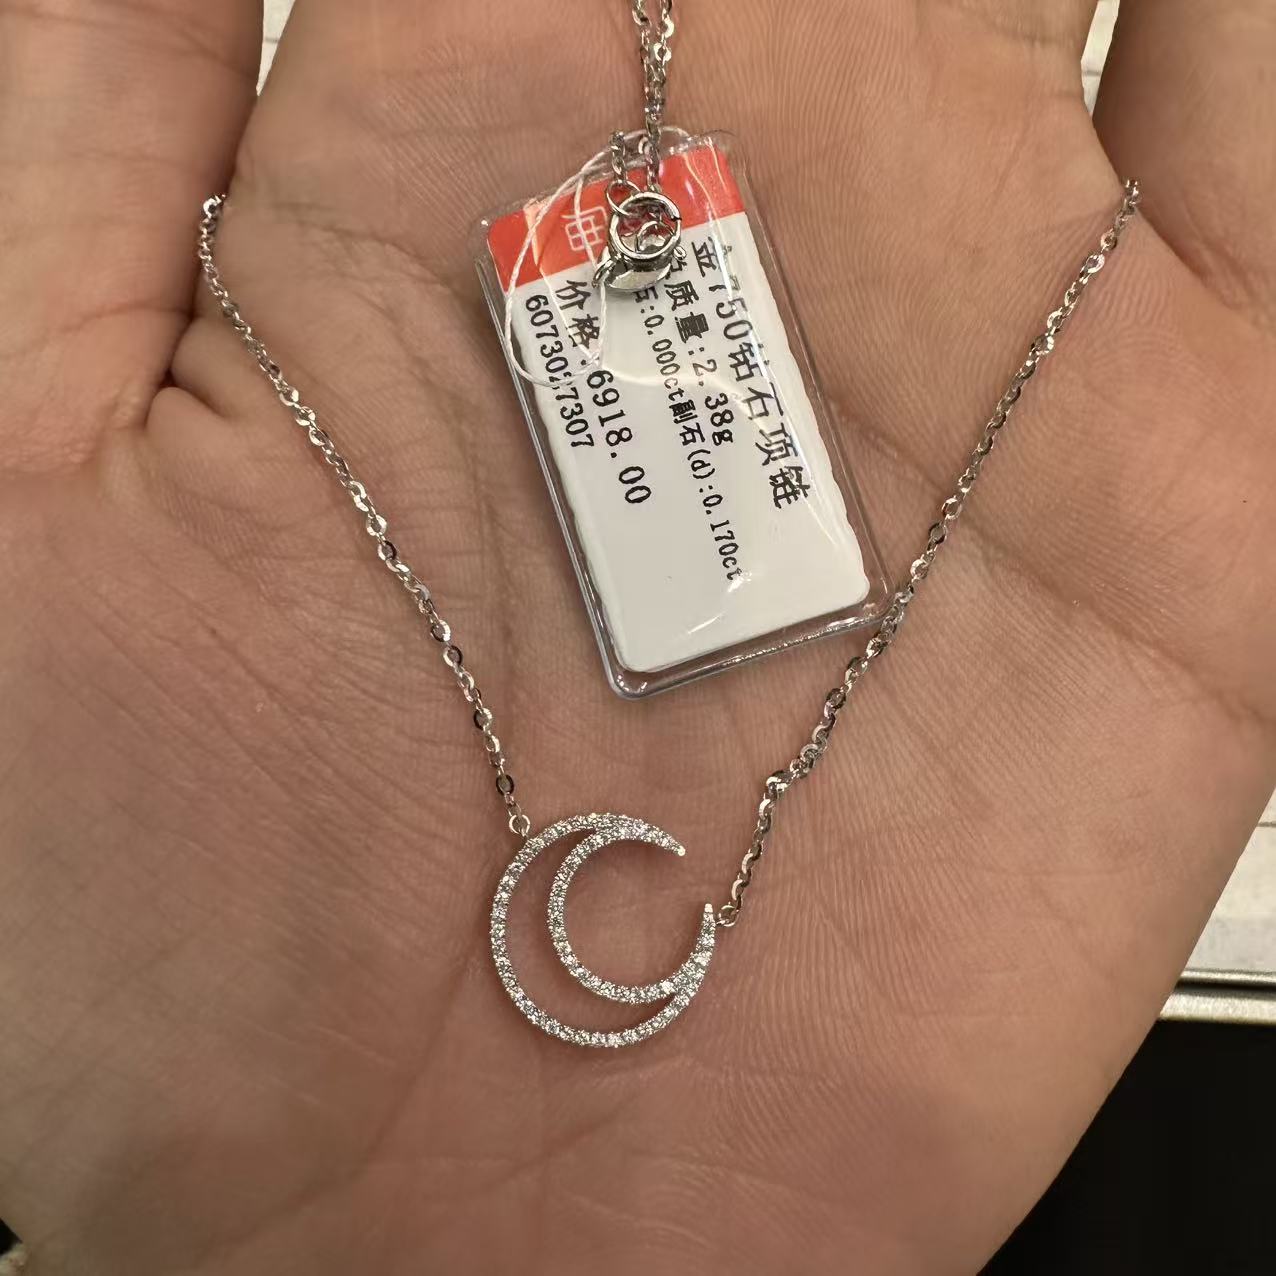 金750钻石项链
质量:2.38g
石:0.000ct副石(d):0.170ct
价格:6918.00